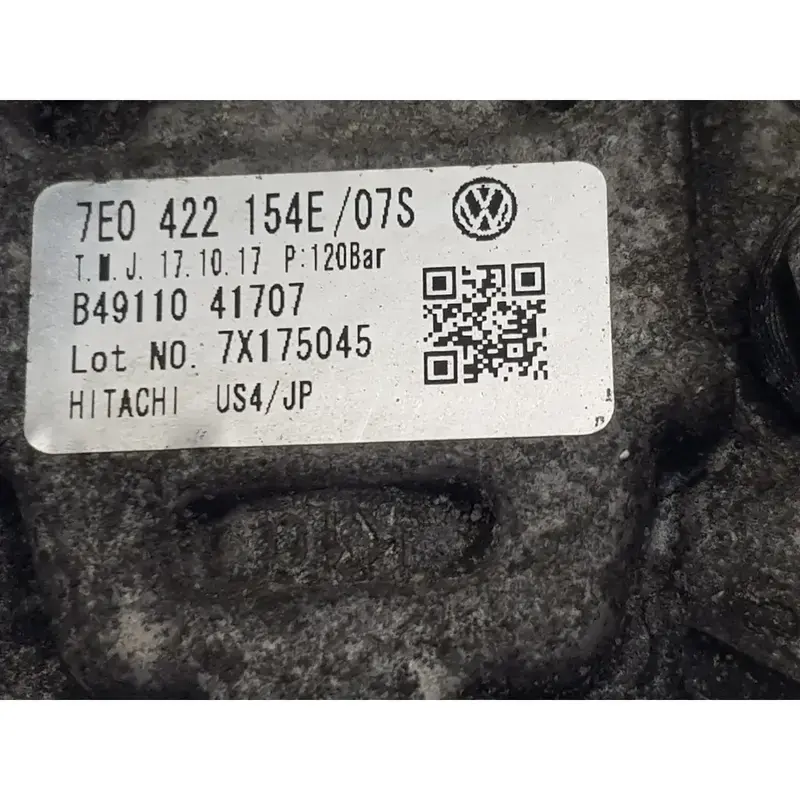 7E0 422 154E/07S
T.W.J. 17.10.17 P:120Bar
B49110 41707
Lot NO. 7X175045
HITACHI US4/JP